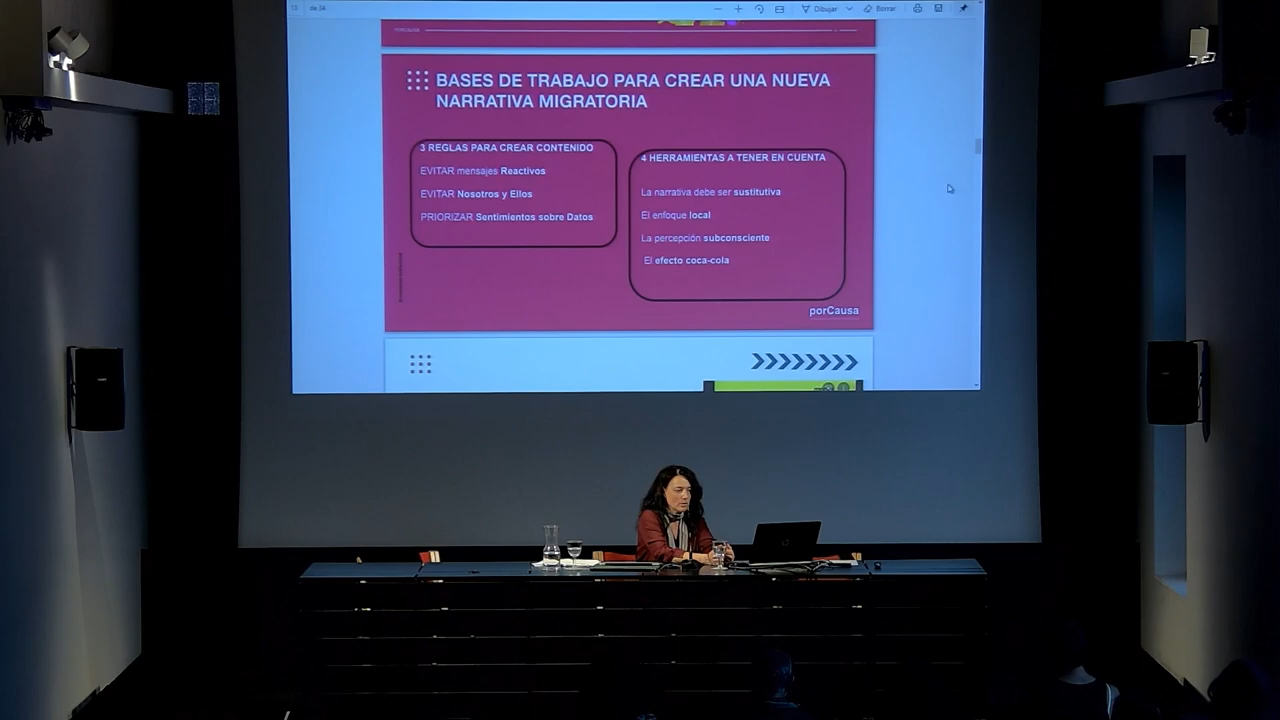 13 de 34
Dibujar
Borrar
PORCAUSA
BASES DE TRABAJO PARA CREAR UNA NUEVA
NARRATIVA MIGRATORIA
3 REGLAS PARA CREAR CONTENIDO
EVITAR mensajes Reactivos
EVITAR Nosotros y Ellos
PRIORIZAR Sentimientos sobre Datos
4 HERRAMIENTAS A TENER EN CUENTA
La narrativa debe ser sustitutiva
El enfoque local
La percepción subconsciente
El efecto coca-cola
porCausa